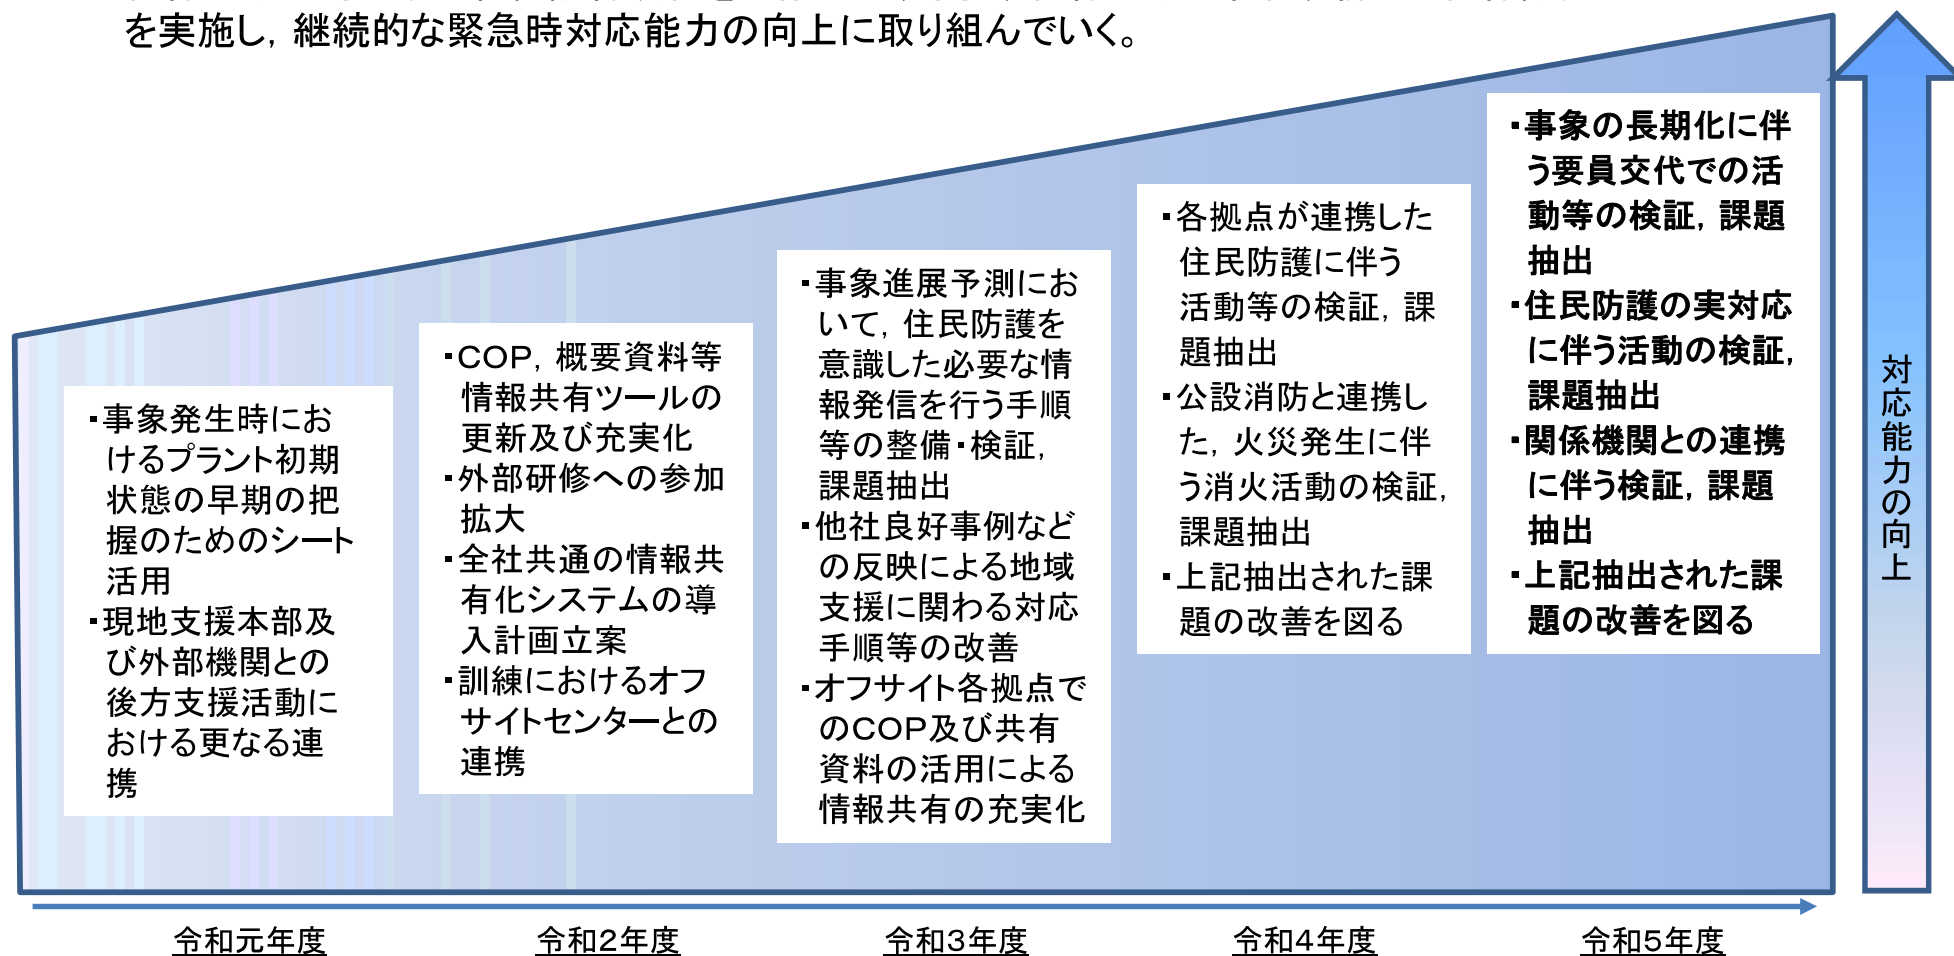 を実施し，継続的な緊急時対応能力の向上に取り組んでいく。
・事象発生時にお
けるプラント初期
状態の早期の把
握のためのシート
活用
・現地支援本部及
び外部機関との
後方支援活動に
おける更なる連
携
・COP，概要資料等
情報共有ツールの
更新及び充実化
・外部研修への参加
拡大
・全社共通の情報共
有化システムの導
入計画立案
・訓練におけるオフ
サイトセンターとの
連携
・事象進展予測にお
いて，住民防護を
意識した必要な情
報発信を行う手順
等の整備・検証，
課題抽出
・他社良好事例など
の反映による地域
支援に関わる対応
手順等の改善
・オフサイト各拠点で
のCOP及び共有
資料の活用による
情報共有の充実化
・各拠点が連携した
住民防護に伴う
活動等の検証，課
題抽出
・公設消防と連携し
た，火災発生に伴
う消火活動の検証，
課題抽出
・上記抽出された課
題の改善を図る
・事象の長期化に伴
う要員交代での活
動等の検証，課題
抽出
・住民防護の実対応
に伴う活動の検証，
課題抽出
・関係機関との連携
に伴う検証，課題
抽出
・上記抽出された課
題の改善を図る
対応能力の向上
令和元年度
令和２年度
令和３年度
令和４年度
令和５年度